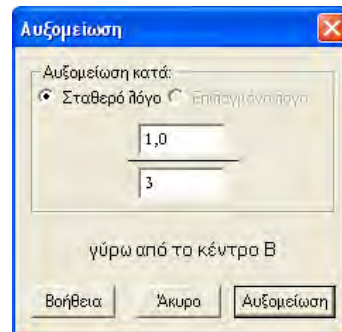 Αυξομείωση
Αυξομείωση κατά:
Σταθερό λόγο Επιλεγμένο λόγο
1,0
3
γύρω από το κέντρο B
Βοήθεια Άκυρο Αυξομείωση